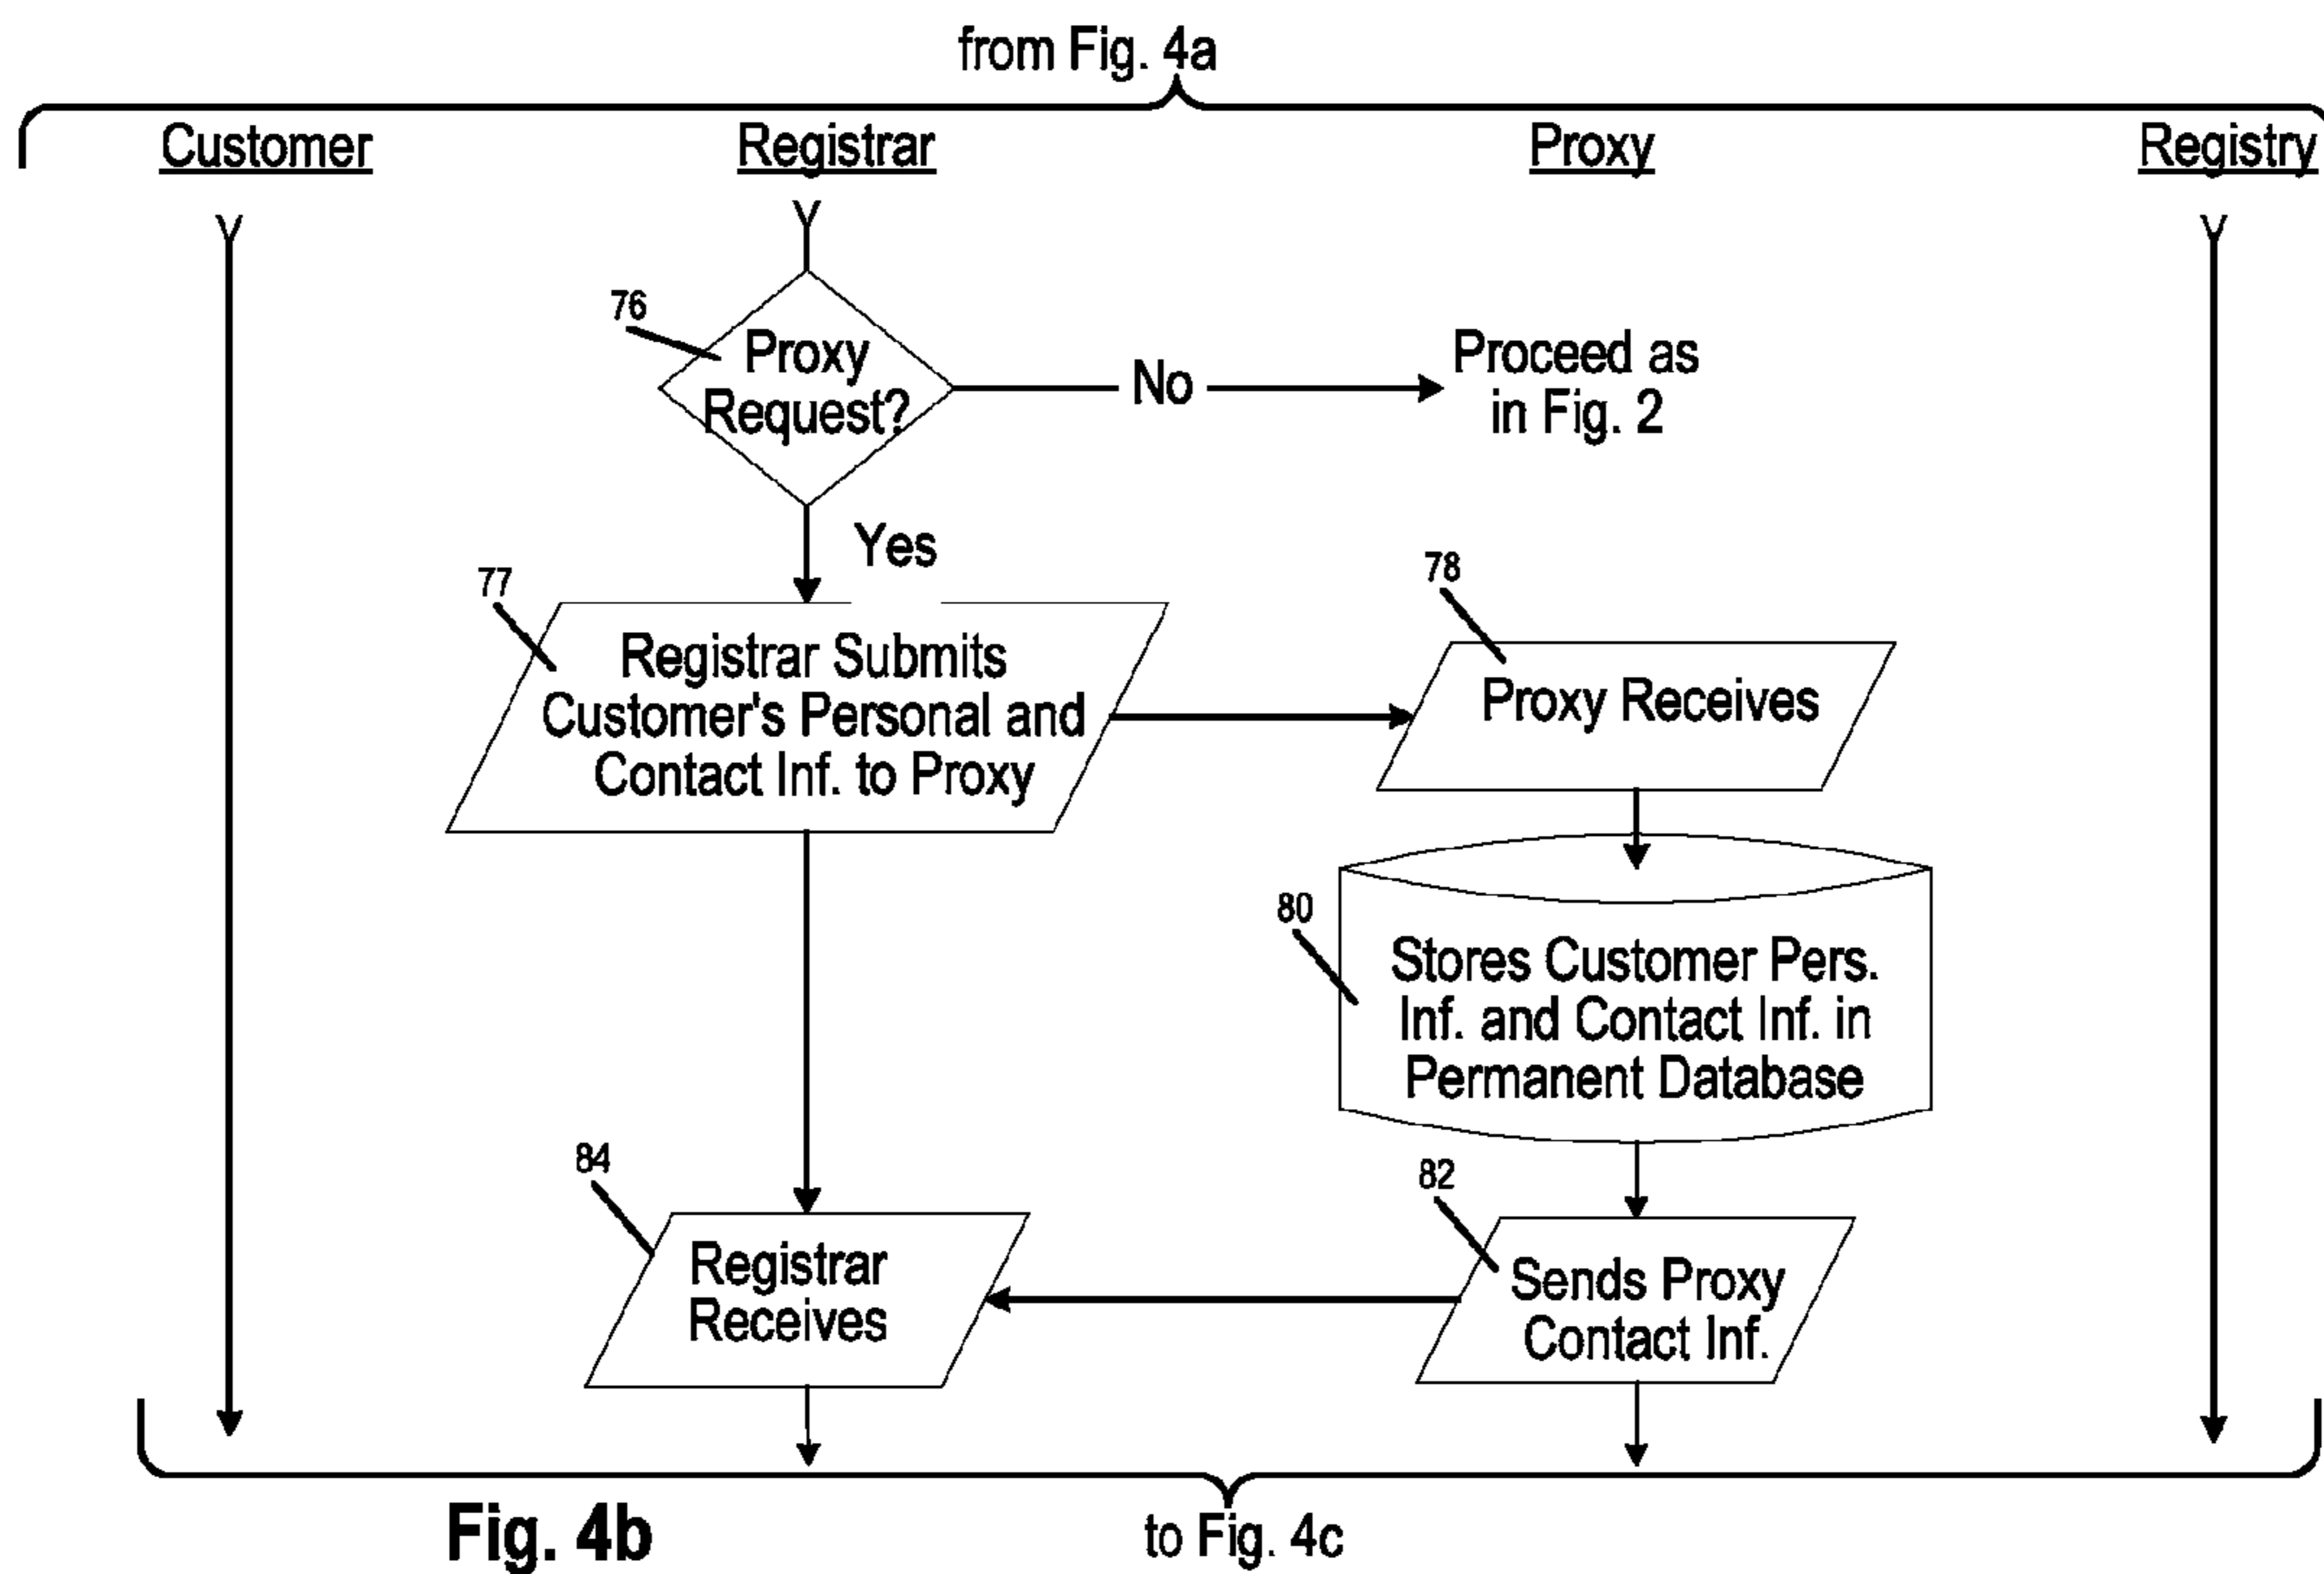 from Fig. 4a
Customer
Registrar
Proxy
Registry
76
Proxy
Request?
No
Proceed as
in Fig. 2
Yes
77
Registrar Submits
Customer's Personal and
Contact Inf. to Proxy
78
Proxy Receives
80
Stores Customer Pers.
Inf. and Contact Inf. in
Permanent Database
84
Registrar
Receives
82
Sends Proxy
Contact Inf.
Fig. 4b
to Fig. 4c